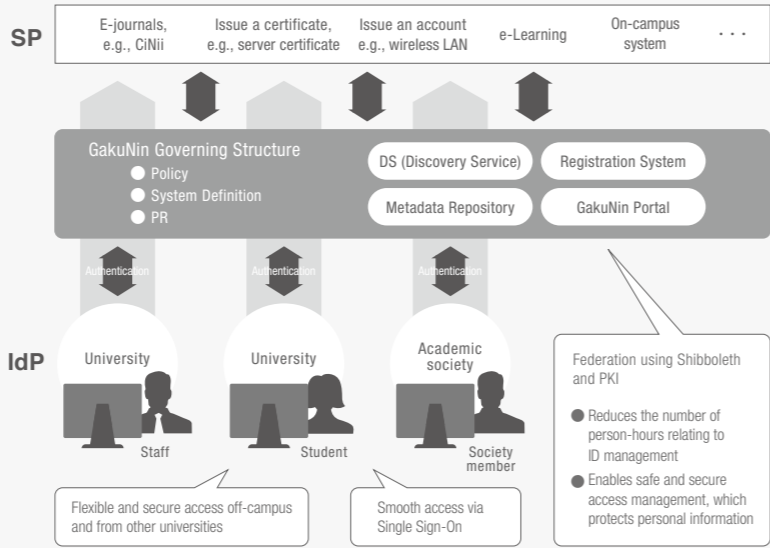 SP
E-journals,
e.g., CiNii
Issue a certificate,
e.g., server certificate
Issue an account
e.g., wireless LAN
e-Learning
On-campus
system
· · ·
GakuNin Governing Structure
Policy
System Definition
PR
DS (Discovery Service)
Registration System
Metadata Repository
GakuNin Portal
Authentication
Authentication
Authentication
IdP
University
Staff
University
Student
Academic
society
Society
member
Federation using Shibboleth
and PKI
Reduces the number of
person-hours relating to
ID management
Enables safe and secure
access management, which
protects personal information
Flexible and secure access off-campus
and from other universities
Smooth access via
Single Sign-On